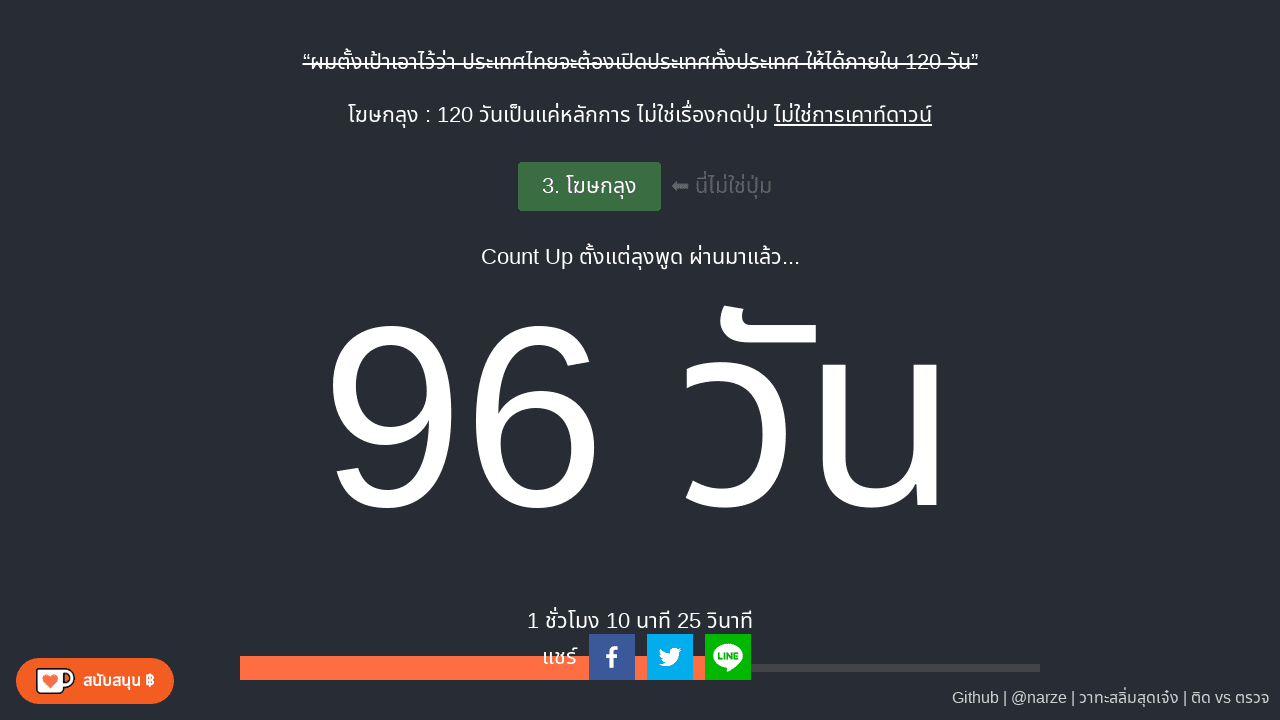 “ผมตั้งเป้าเอาไว้ว่า ประเทศไทยจะต้องเปิดประเทศทั้งประเทศ ให้ได้ภายใน 120 วัน”
โฆษกลุง : 120 วันเป็นแค่หลักการ ไม่ใช่เรื่องกดปุ่ม ไม่ใช่การเคาท์ดาวน์
3. โฆษกลุง ⬅ นี่ไม่ใช่ปุ่ม
Count Up ตั้งแต่ลุงพูด ผ่านมาแล้ว...
96 วัน
1 ชั่วโมง 10 นาที 25 วินาที
แชร์ LINE
สนับสนุน ฿
Github | @narze | วาทะสลิ่มสุดเจ๋ง | ติด vs ตรวจ